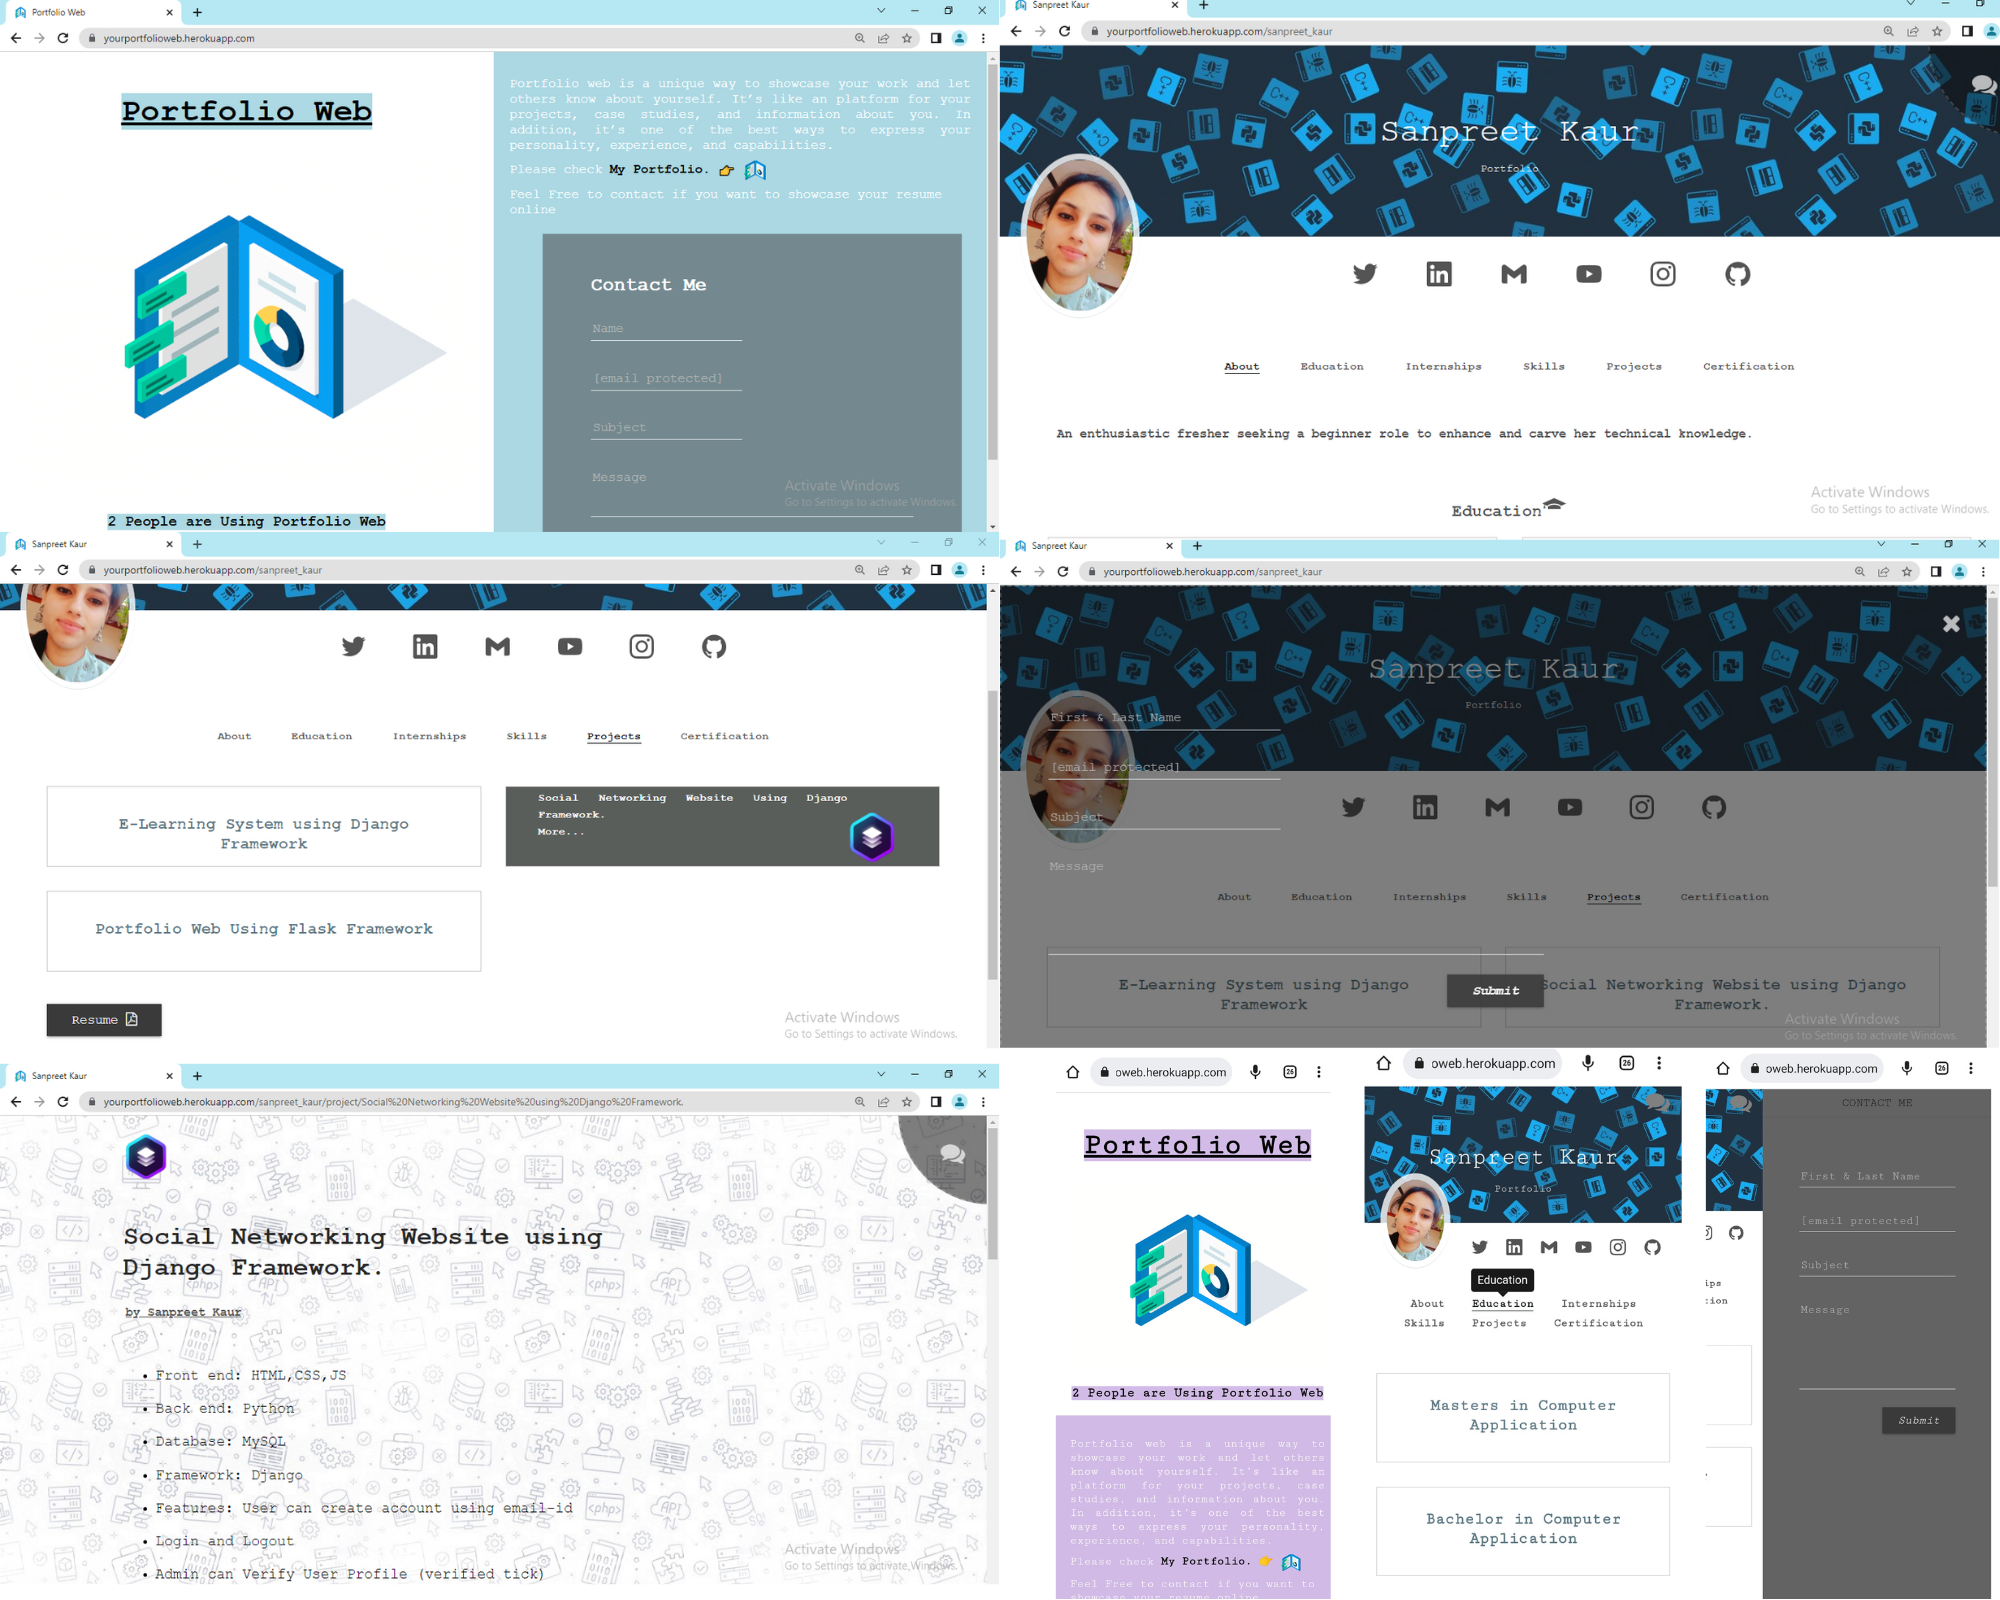 Portfolio Web
yourportfolioweb.herokuapp.com
Portfolio Web
Portfolio web is a unique way to showcase your work and let
others know about yourself. It's like an platform for your
projects, case studies, and information about you. In
addition, it's one of the best ways to express your
personality, experience, and capabilities.
Please check My Portfolio. 👉
Feel Free to contact if you want to showcase your resume
online
Contact Me
Name
[email protected]
Subject
Message
Activate Windows
Go to Settings to activate Windows.
2 People are Using Portfolio Web
Sanpreet Kaur
yourportfolioweb.herokuapp.com/sanpreet_kaur
Sanpreet Kaur
Portfolio
About Education Internships Skills Projects Certification
An enthusiastic fresher seeking a beginner role to enhance and carve her technical knowledge.
Education
Activate Windows
Go to Settings to activate Windows.
Sanpreet Kaur
yourportfolioweb.herokuapp.com/sanpreet_kaur
About Education Internships Skills Projects Certification
E-Learning System using Django
Framework
Social Networking Website Using Django
Framework.
More...
Portfolio Web Using Flask Framework
Resume
Activate Windows
Go to Settings to activate Windows.
Sanpreet Kaur
yourportfolioweb.herokuapp.com/sanpreet_kaur
Sanpreet Kaur
Portfolio
First & Last Name
[email protected]
Subject
Message
About Education Internships Skills Projects Certification
E-Learning System using Django
Framework
Submit
Social Networking Website using Django
Framework.
Activate Windows
Go to Settings to activate Windows.
Sanpreet Kaur
yourportfolioweb.herokuapp.com/sanpreet_kaur/project/Social%20Networking%20Website%20using%20Django%20Framework.
Social Networking Website using
Django Framework.
by Sanpreet Kaur
• Front end: HTML,CSS,JS
• Back end: Python
• Database: MySQL
• Framework: Django
• Features: User can create account using email-id
• Login and Logout
• Admin can Verify User Profile (verified tick)
Activate Windows
Go to Settings to activate Windows.
oweb.herokuapp.com 26
Portfolio Web
2 People are Using Portfolio Web
Portfolio web is a unique way to
showcase your work and let others
know about yourself. It's like an
platform for your projects, case
studies, and information about you.
In addition, it's one of the best
ways to express your personality,
experience, and capabilities.
Please check My Portfolio. 👉
Feel Free to contact if you want to
showcase your resume online
oweb.herokuapp.com 26
Sanpreet Kaur
Portfolio
Education
About Education Internships
Skills Projects Certification
Masters in Computer
Application
Bachelor in Computer
Application
oweb.herokuapp.com 26
CONTACT ME
First & Last Name
[email protected]
Subject
Message
Submit
ips
tion